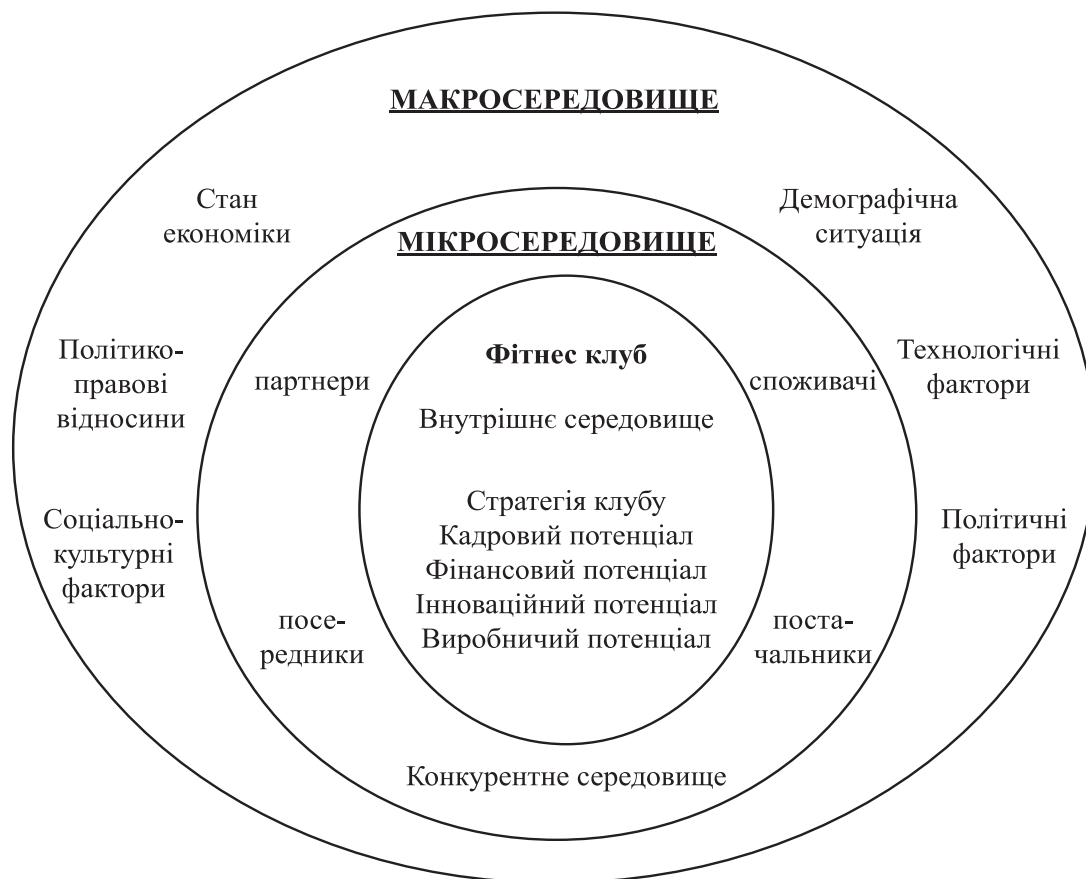 МАКРОСЕРЕДОВИЩЕ
Стан
економіки
Демографічна
ситуація
МІКРОСЕРЕДОВИЩЕ
Політико-
правові
відносини
партнери
Фітнес клуб
споживачі
Технологічні
фактори
Внутрішнє середовище
Соціально-
культурні
фактори
Стратегія клубу
Кадровий потенціал
Фінансовий потенціал
Інноваційний потенціал
Виробничий потенціал
Політичні
фактори
посе-
редники
поста-
чальники
Конкурентне середовище